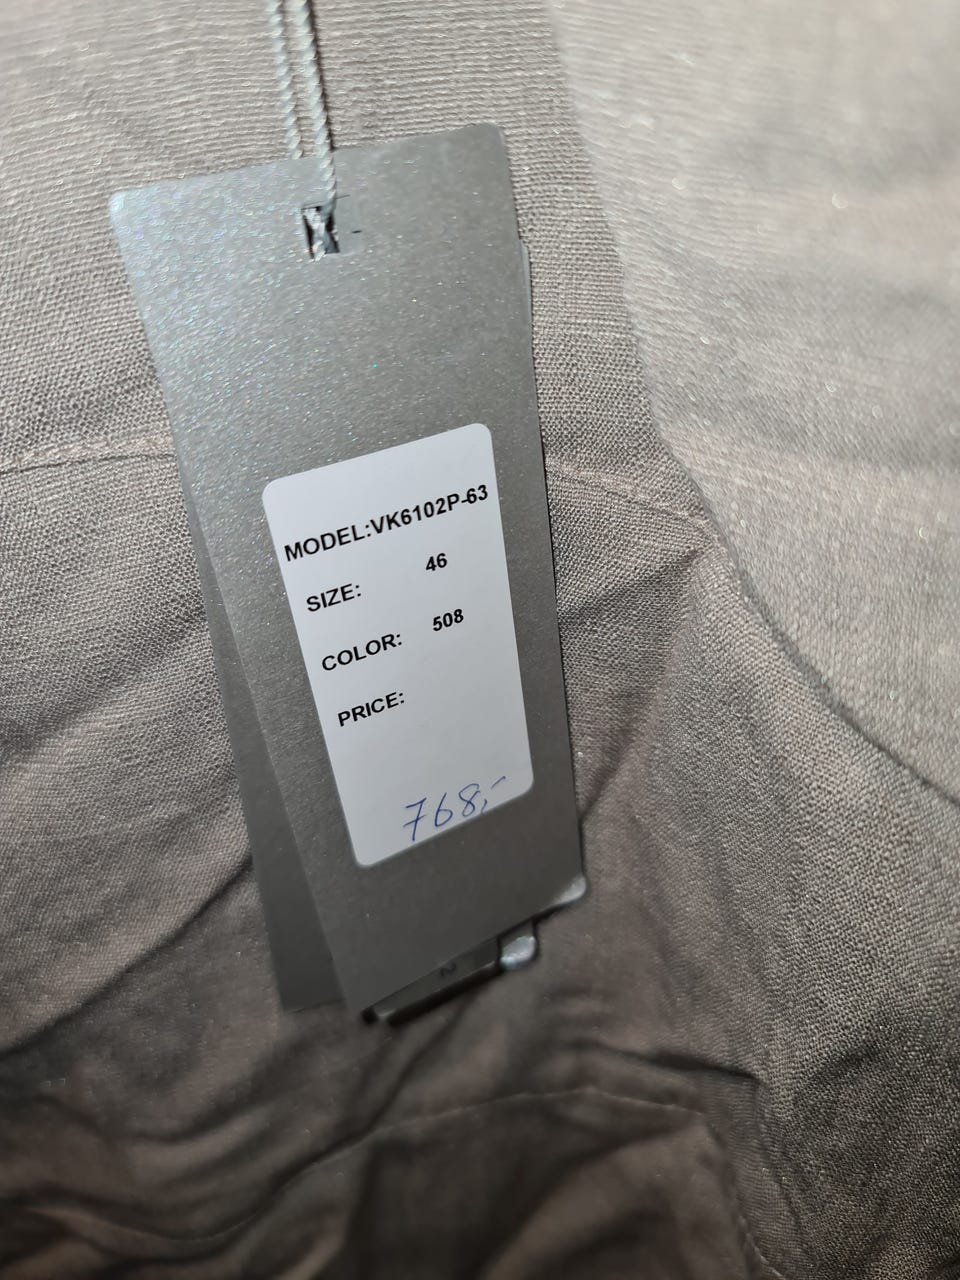 MODEL:VK6102P-63
SIZE: 46
COLOR: 508
PRICE:
768,-